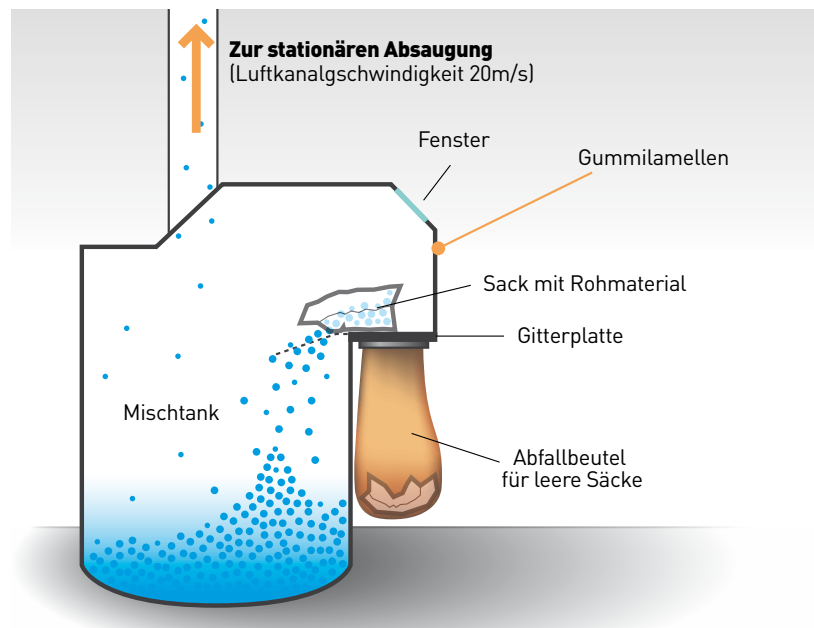 Zur stationären Absaugung
(Luftkanalgschwindigkeit 20m/s)
Fenster
Gummilamellen
Sack mit Rohmaterial
Gitterplatte
Mischtank
Abfallbeutel
für leere Säcke